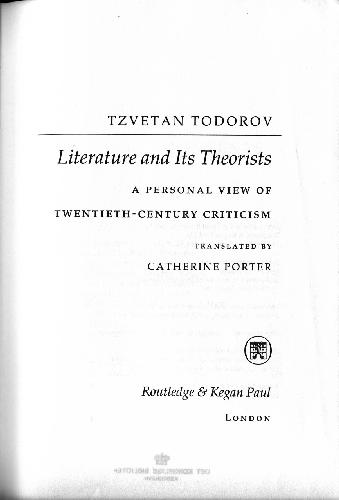 TZVETAN TODOROV
Literature and Its Theorists
A PERSONAL VIEW OF
TWENTIETH-CENTURY CRITICISM
TRANSLATED BY
CATHERINE PORTER
Routledge & Kegan Paul
LONDON